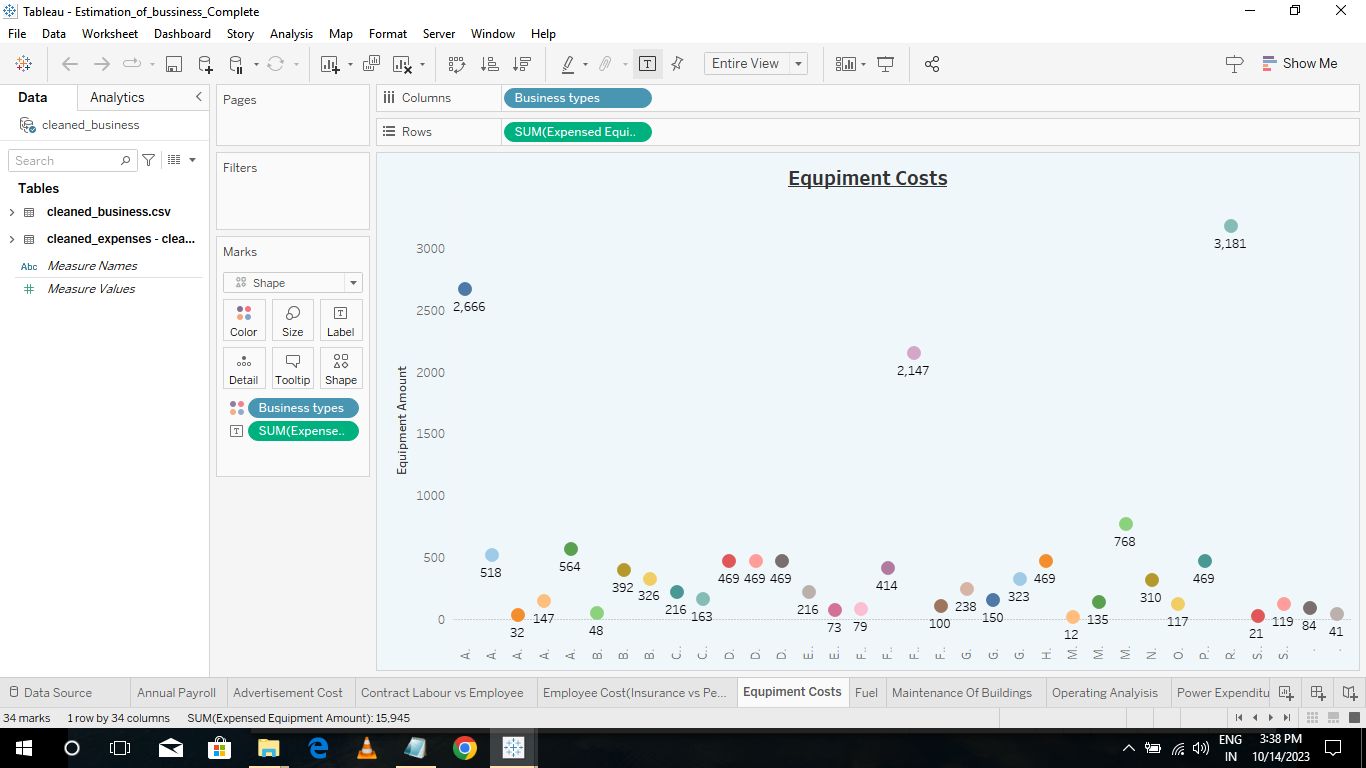 Tableau - Estimation_of_bussiness_Complete
File Data Worksheet Dashboard Story Analysis Map Format Server Window Help
Entire View
Show Me
Data Analytics
cleaned_business
Search
Tables
cleaned_business.csv
cleaned_expenses - clea...
Abc Measure Names
# Measure Values
Pages
Filters
Marks
Shape
Color Size Label
Detail Tooltip Shape
Business types
SUM(Expense..
Columns Business types
Rows SUM(Expensed Equi..
Equpiment Costs
Equipment Amount
3000
2500
2000
1500
1000
500
0
2,666
518
32
147
564
48
392
326
216
163
469
469
469
216
73
79
414
2,147
100
238
150
323
469
12
135
768
310
117
469
3,181
21
119
84
41
A. A. A. A. A. B. B. B. C. C. D. D. D. E. E. F. F. F. F. G. G. G. H. M. M. M. N. O. P. R. S. S. . .
Data Source Annual Payroll Advertisement Cost Contract Labour vs Employee Employee Cost(Insurance vs Pe... Equpiment Costs Fuel Maintenance Of Buildings Operating Analyisis Power Expenditu
34 marks 1 row by 34 columns SUM(Expensed Equipment Amount): 15,945
ENG 3:38 PM
IN 10/14/2023